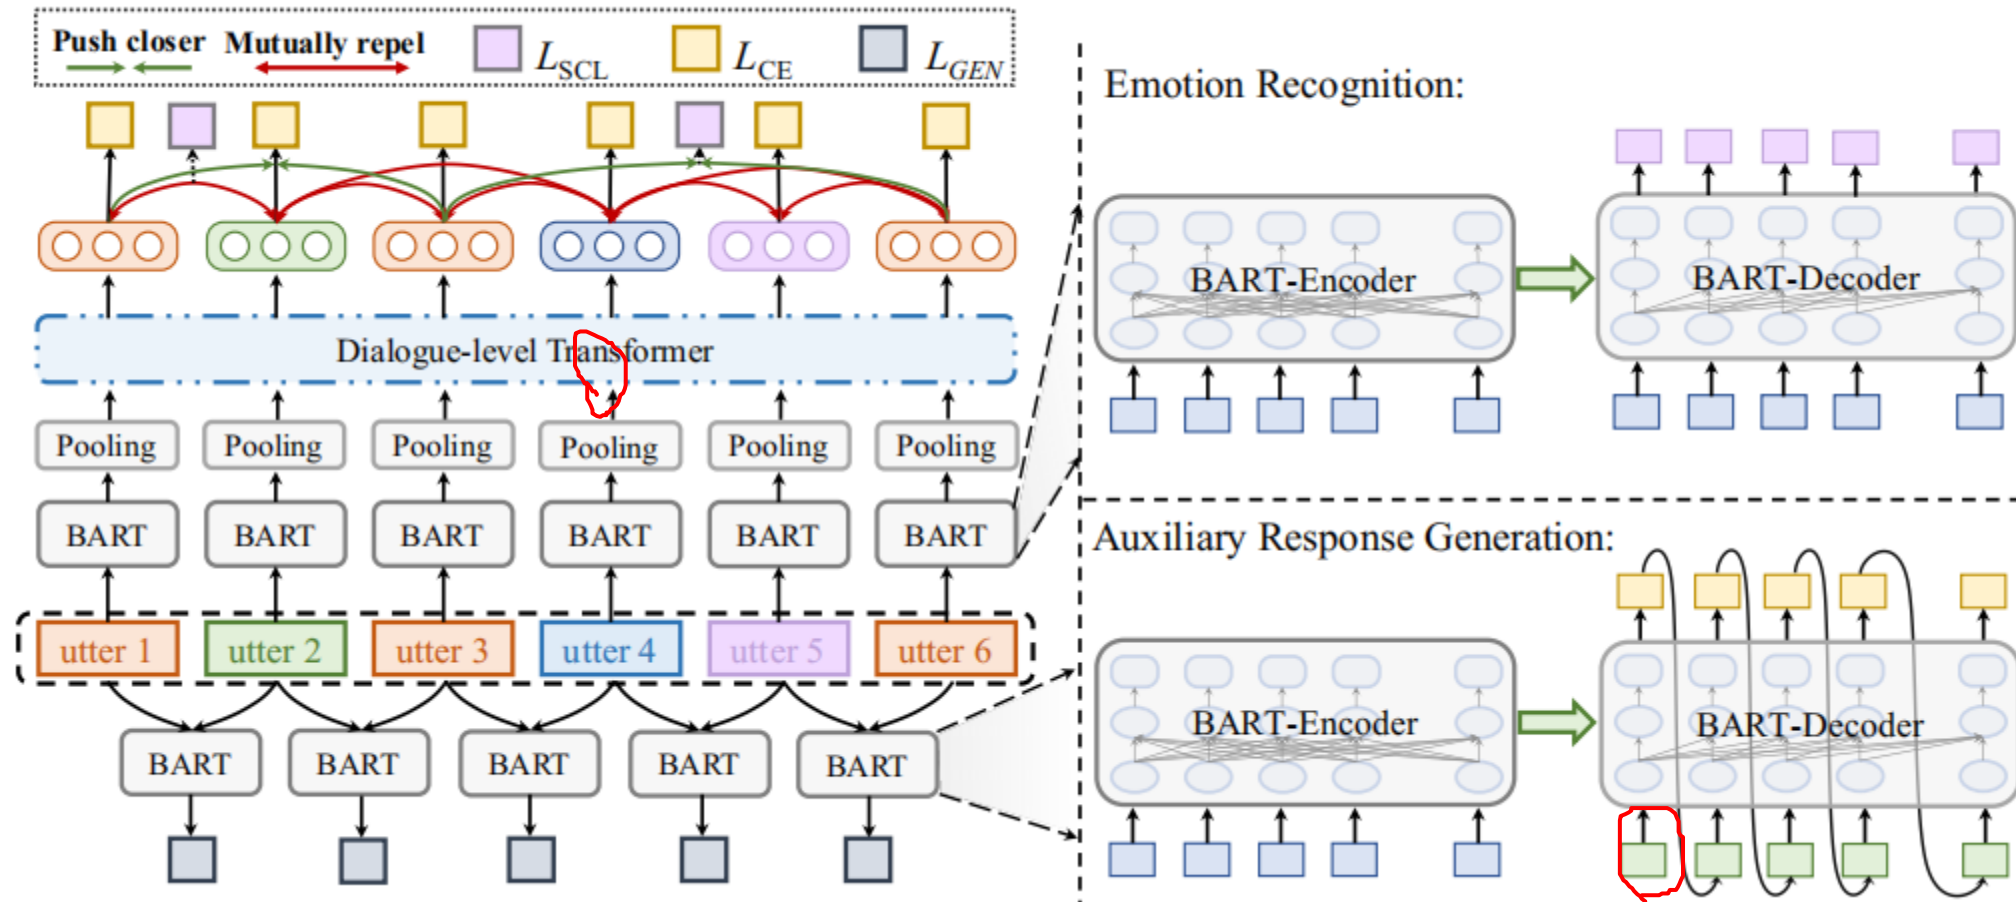 Push closer Mutually repel L_SCL L_CE L_GEN
Emotion Recognition:
BART-Encoder BART-Decoder
Dialogue-level Transformer
Pooling Pooling Pooling Pooling Pooling Pooling
BART BART BART BART BART BART
Auxiliary Response Generation:
utter 1 utter 2 utter 3 utter 4 utter 5 utter 6
BART-Encoder BART-Decoder
BART BART BART BART BART